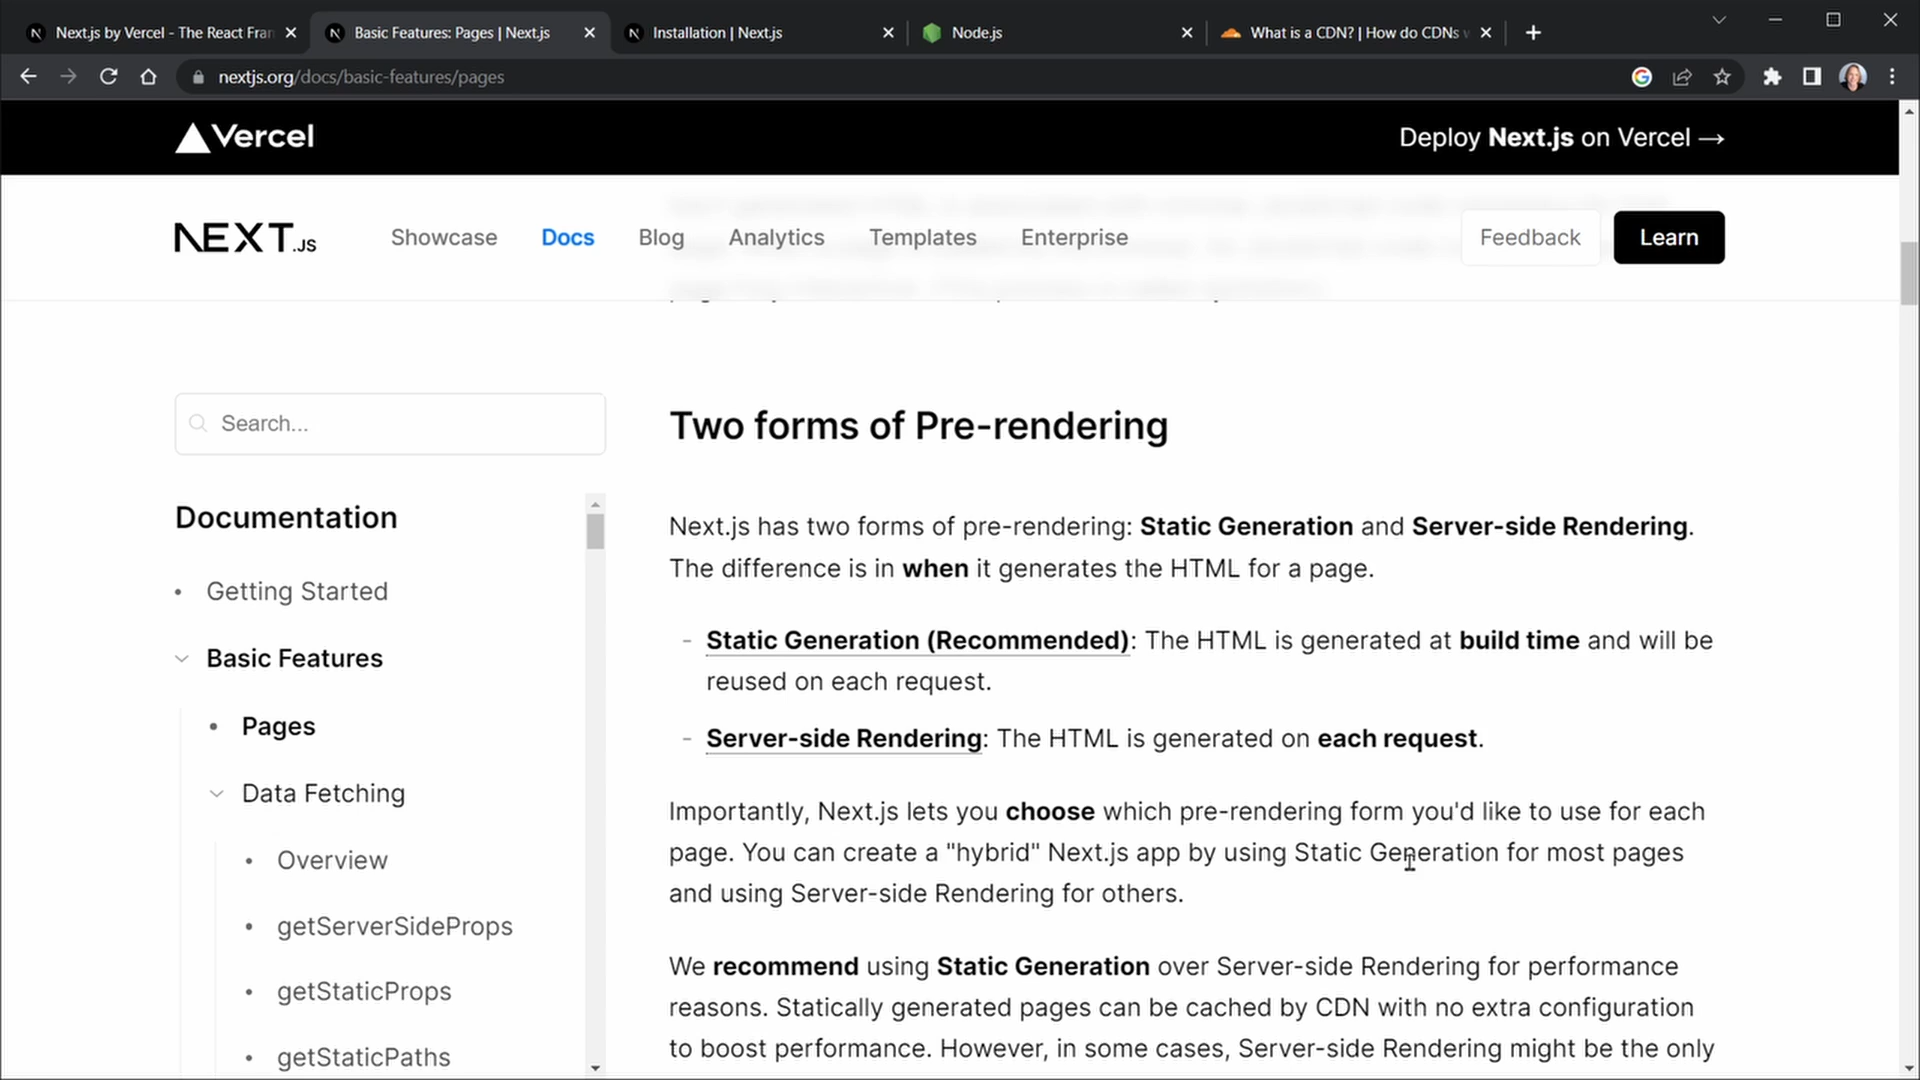 Next.js by Vercel - The React Fran
Basic Features: Pages | Next.js
Installation | Next.js
Node.js
What is a CDN? | How do CDNs w
nextjs.org/docs/basic-features/pages
Vercel
Deploy Next.js on Vercel →
NEXT.JS
Showcase
Docs
Blog
Analytics
Templates
Enterprise
Feedback
Learn
Search...
Documentation
• Getting Started
Basic Features
• Pages
Data Fetching
• Overview
• getServerSideProps
• getStaticProps
• getStaticPaths
Two forms of Pre-rendering
Next.js has two forms of pre-rendering: Static Generation and Server-side Rendering.
The difference is in when it generates the HTML for a page.
- Static Generation (Recommended): The HTML is generated at build time and will be
reused on each request.
- Server-side Rendering: The HTML is generated on each request.
Importantly, Next.js lets you choose which pre-rendering form you'd like to use for each
page. You can create a "hybrid" Next.js app by using Static Generation for most pages
and using Server-side Rendering for others.
We recommend using Static Generation over Server-side Rendering for performance
reasons. Statically generated pages can be cached by CDN with no extra configuration
to boost performance. However, in some cases, Server-side Rendering might be the only